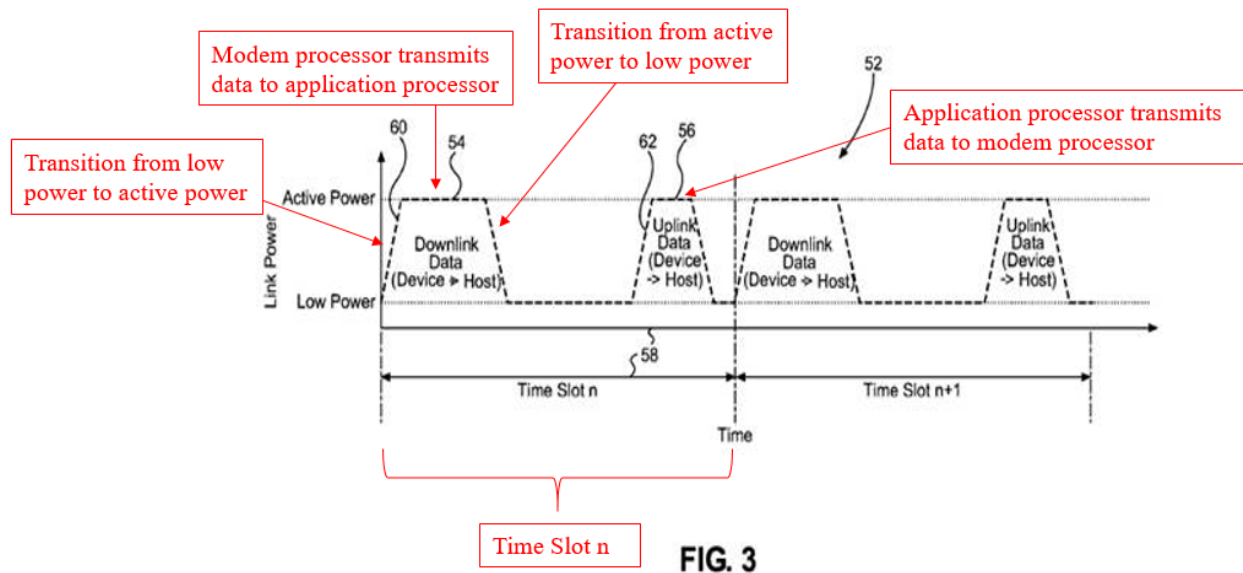 Modem processor transmits
data to application processor
Transition from active
power to low power
52
Application processor transmits
data to modem processor
Transition from low
power to active power
60
54
62
56
Active Power
Link Power
Low Power
Downlink
Data
(Device -> Host)
Uplink
Data
(Device
-> Host)
Downlink
Data
(Device -> Host)
Uplink
Data
(Device
-> Host)
58
Time Slot n
Time Slot n+1
Time
Time Slot n
FIG. 3